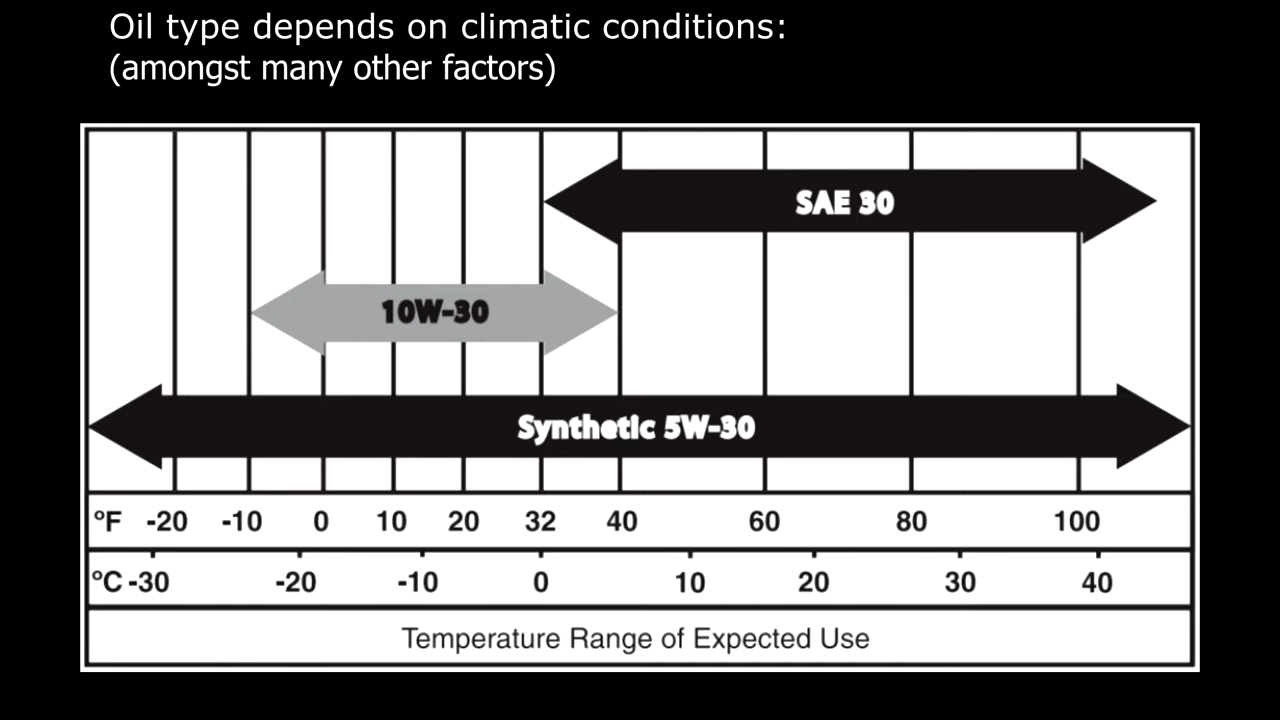 Oil type depends on climatic conditions:
(amongst many other factors)
SAE 30
10W-30
Synthetic 5W-30
°F -20 -10 0 10 20 32 40 60 80 100
°C -30 -20 -10 0 10 20 30 40
Temperature Range of Expected Use